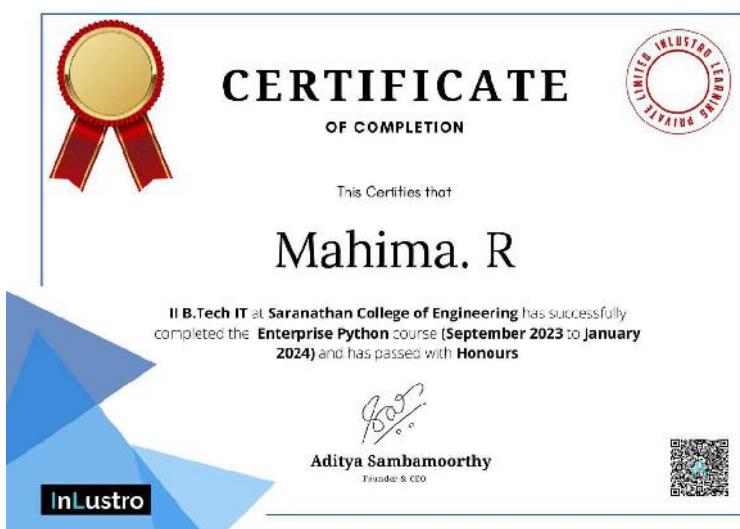 INLUSTRO LEARNING PRIVATE LIMITED
CERTIFICATE
OF COMPLETION
This Certifies that
Mahima. R
II B.Tech IT at Saranathan College of Engineering has successfully
completed the Enterprise Python course (September 2023 to January
2024) and has passed with Honours
Aditya Sambamoorthy
Founder & CEO
InLustro